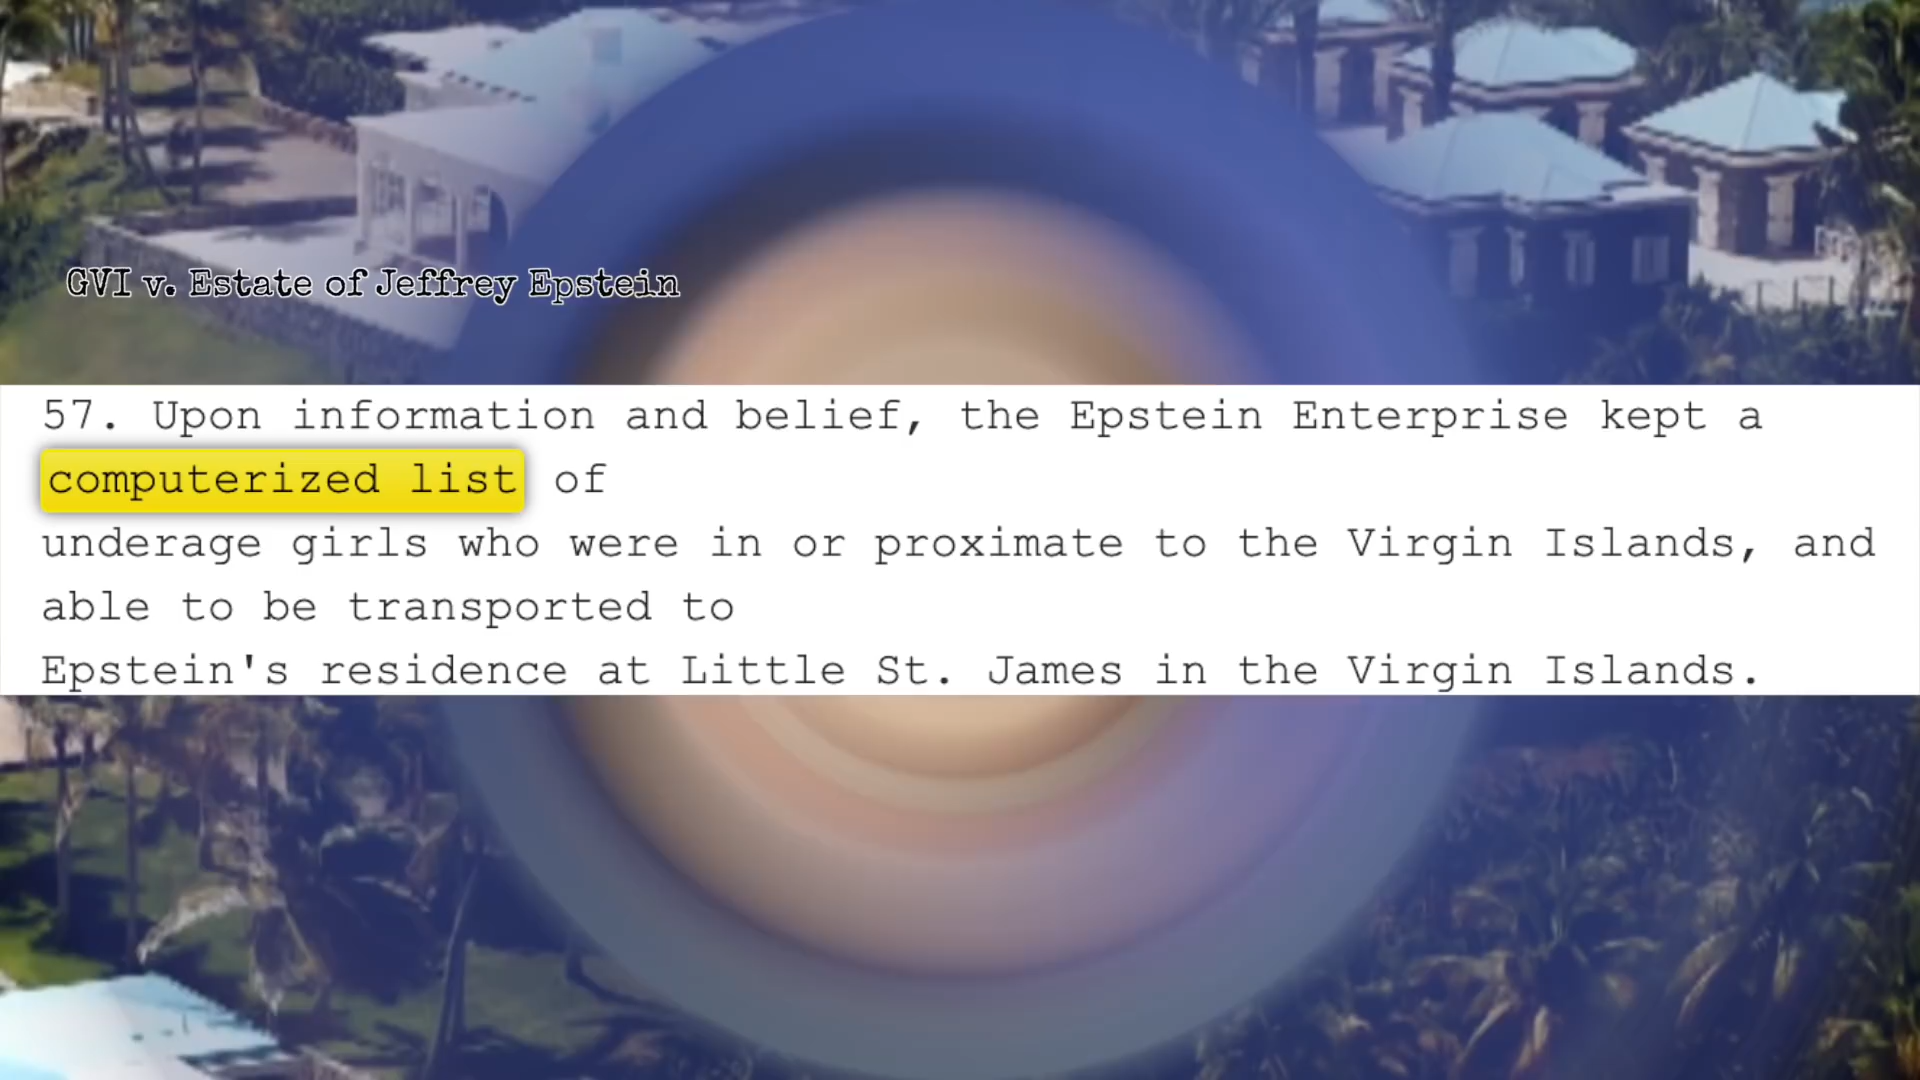 GVI v. Estate of Jeffrey Epstein
57. Upon information and belief, the Epstein Enterprise kept a
computerized list of
underage girls who were in or proximate to the Virgin Islands, and
able to be transported to
Epstein's residence at Little St. James in the Virgin Islands.